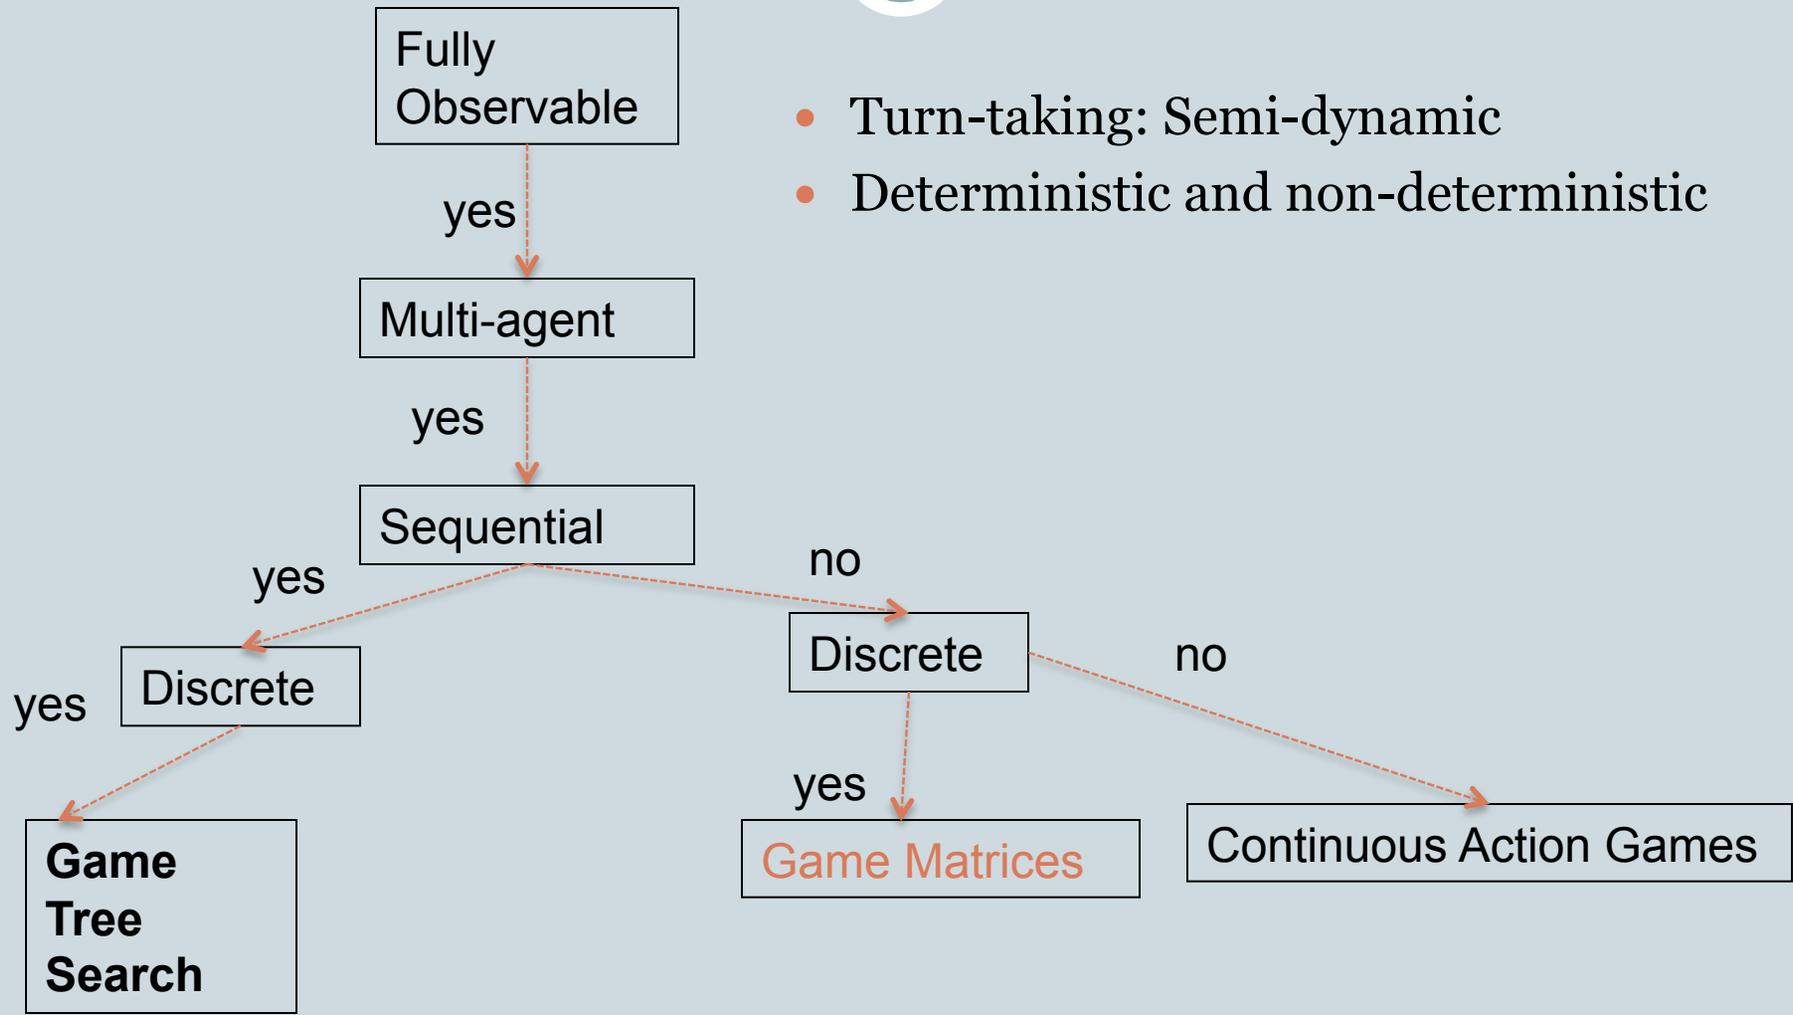 Fully
Observable
• Turn-taking: Semi-dynamic
• Deterministic and non-deterministic
yes
Multi-agent
yes
Sequential
yes
no
Discrete
no
yes
Discrete
yes
Game Matrices
Continuous Action Games
Game
Tree
Search